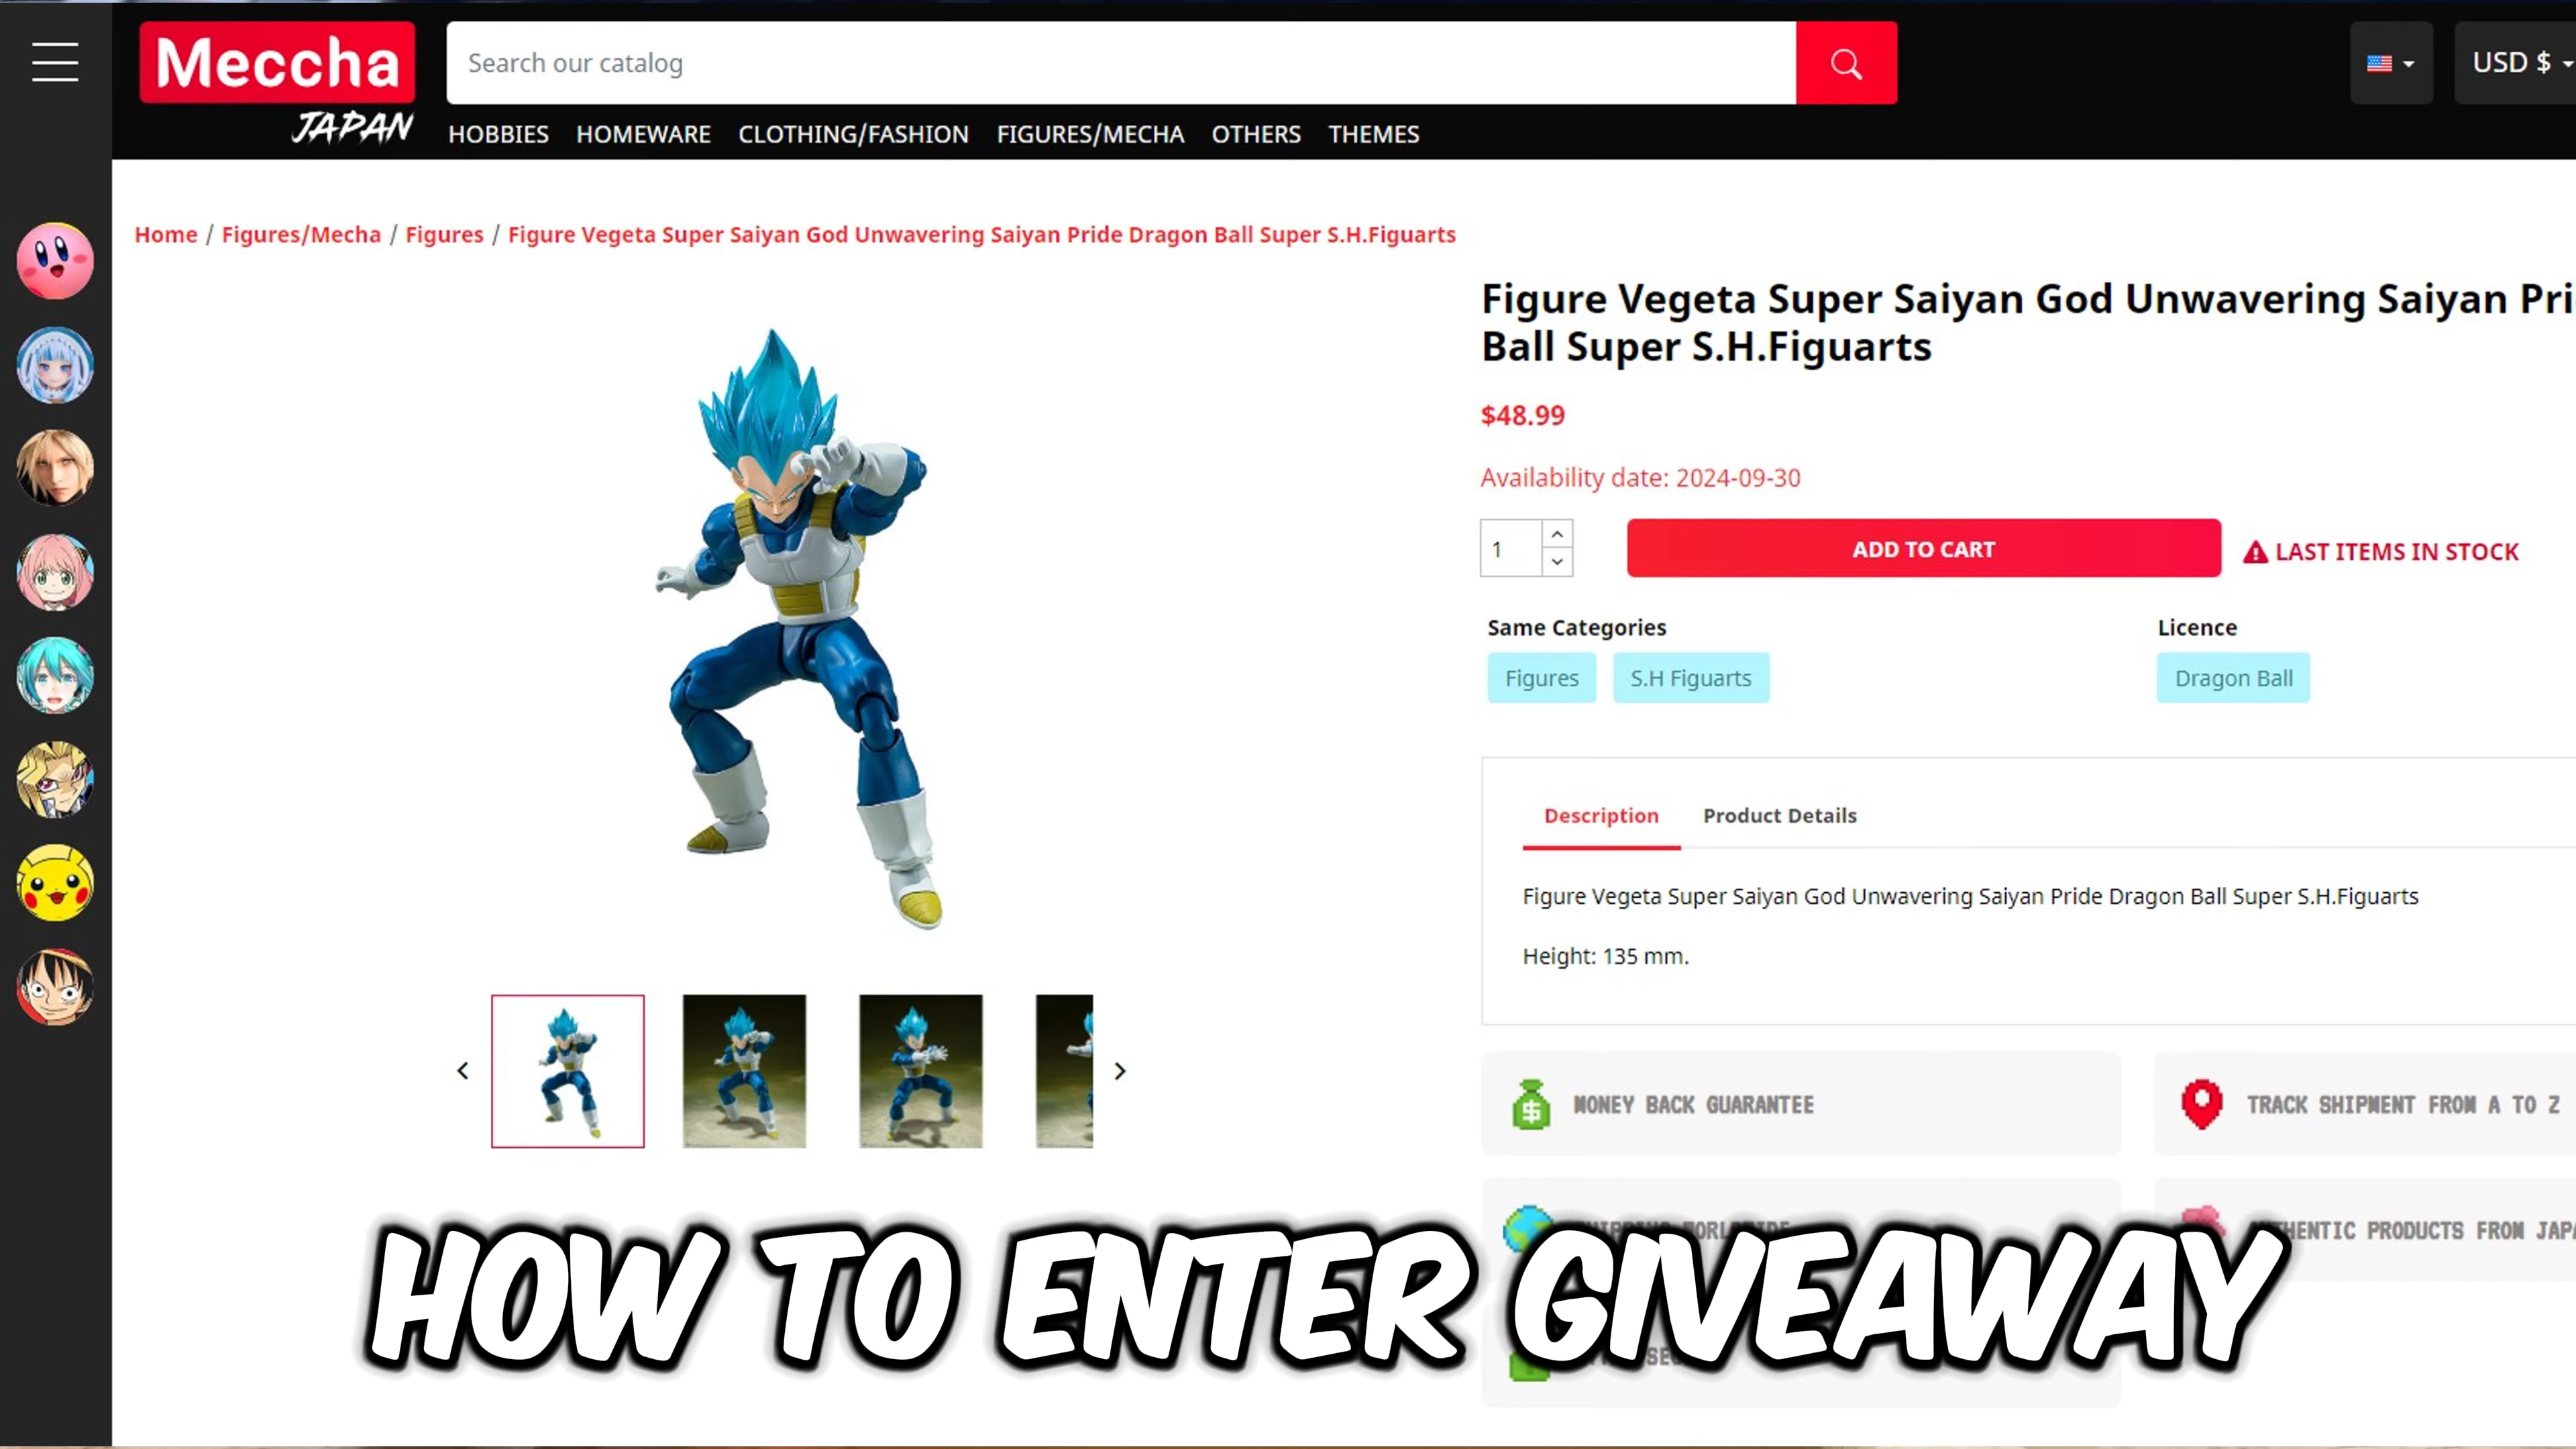 Meccha
JAPAN
Search our catalog
USD $
HOBBIES HOMEWARE CLOTHING/FASHION FIGURES/MECHA OTHERS THEMES
Home / Figures/Mecha / Figures / Figure Vegeta Super Saiyan God Unwavering Saiyan Pride Dragon Ball Super S.H.Figuarts
Figure Vegeta Super Saiyan God Unwavering Saiyan Pri
Ball Super S.H.Figuarts
$48.99
Availability date: 2024-09-30
1
ADD TO CART
LAST ITEMS IN STOCK
Same Categories
Licence
Figures
S.H Figuarts
Dragon Ball
Description
Product Details
Figure Vegeta Super Saiyan God Unwavering Saiyan Pride Dragon Ball Super S.H.Figuarts
Height: 135 mm.
MONEY BACK GUARANTEE
TRACK SHIPMENT FROM A TO Z
PRODUCTS FROM JAPA
HOW TO ENTER GIVEAWAY